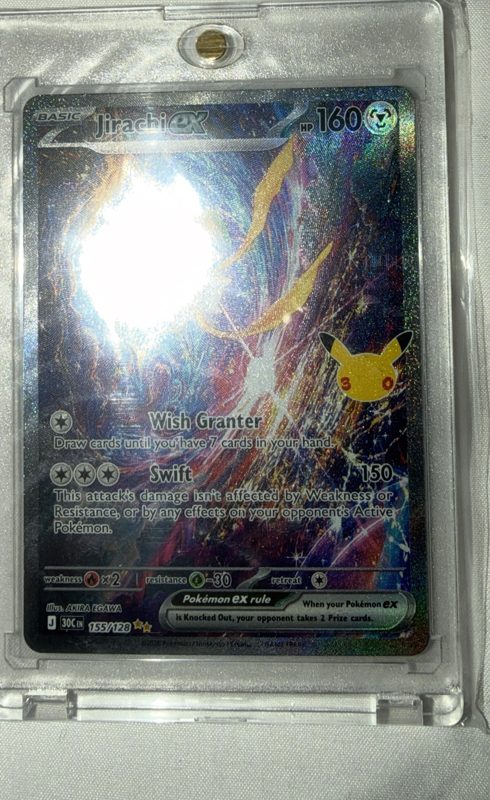 BASIC Jirachi ex HP 160
30
Wish Granter
Draw cards until you have 7 cards in your hand.
Swift 150
This attack's damage isn't affected by Weakness or
Resistance, or by any effects on your opponent's Active
Pokémon.
weakness ×2 resistance -30 retreat
Pokémon ex rule When your Pokémon ex
is Knocked Out, your opponent takes 2 Prize cards.
Illus. AKIRA EGAWA
J 30C EN 155/128